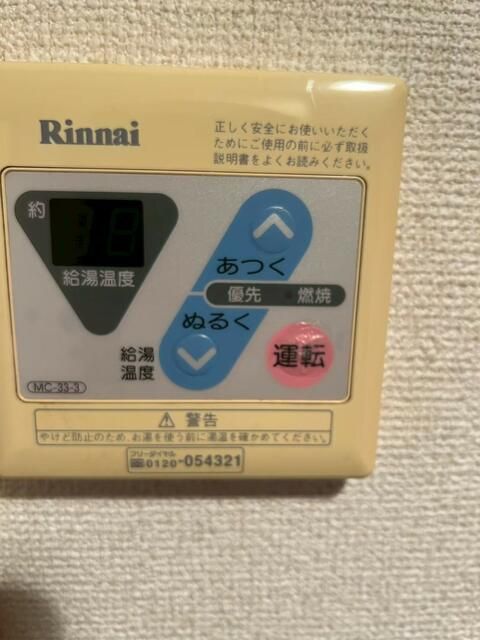 Rinnai
正しく安全にお使いいただく
ためにご使用の前に必ず取扱
説明書をよくお読みください。
約
給湯温度
あつく
優先 燃焼
ぬるく
給湯
温度
運転
MC-33-3
⚠ 警告
やけど防止のため、お湯を使う前に湯温を確かめてください。
フリーダイヤル
0120-054321